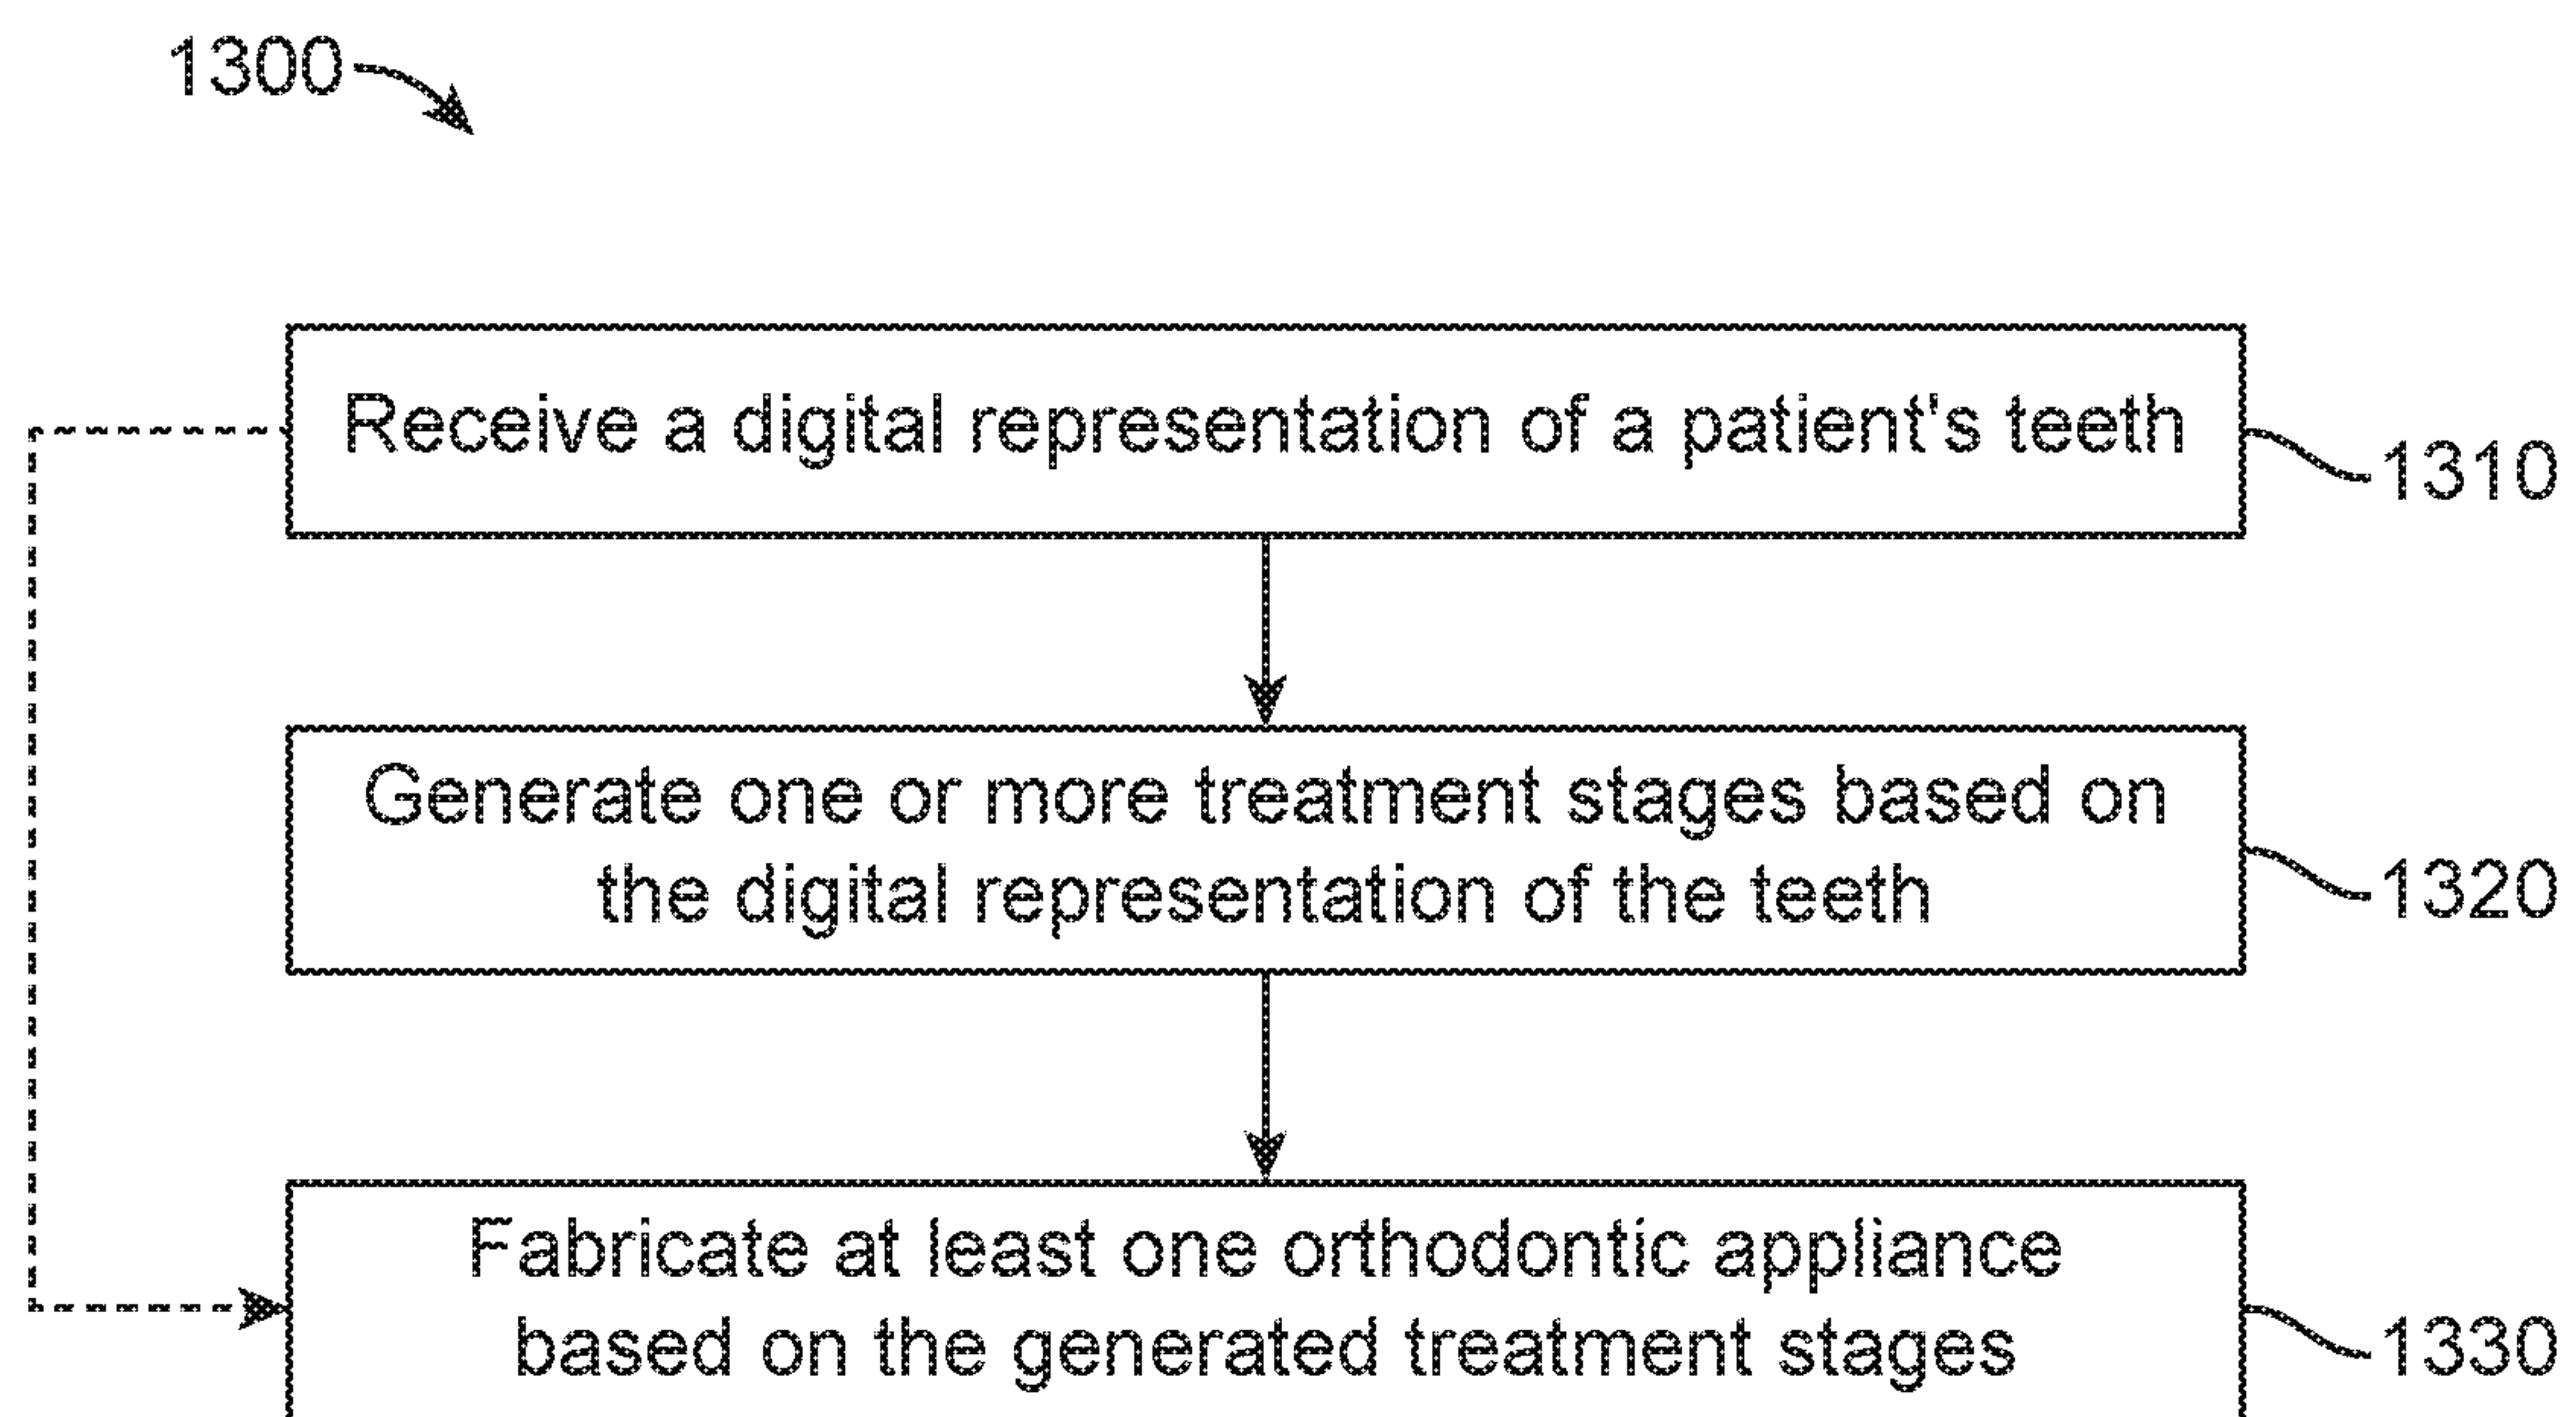 1300
Receive a digital representation of a patient's teeth
1310
Generate one or more treatment stages based on
the digital representation of the teeth
1320
Fabricate at least one orthodontic appliance
based on the generated treatment stages
1330